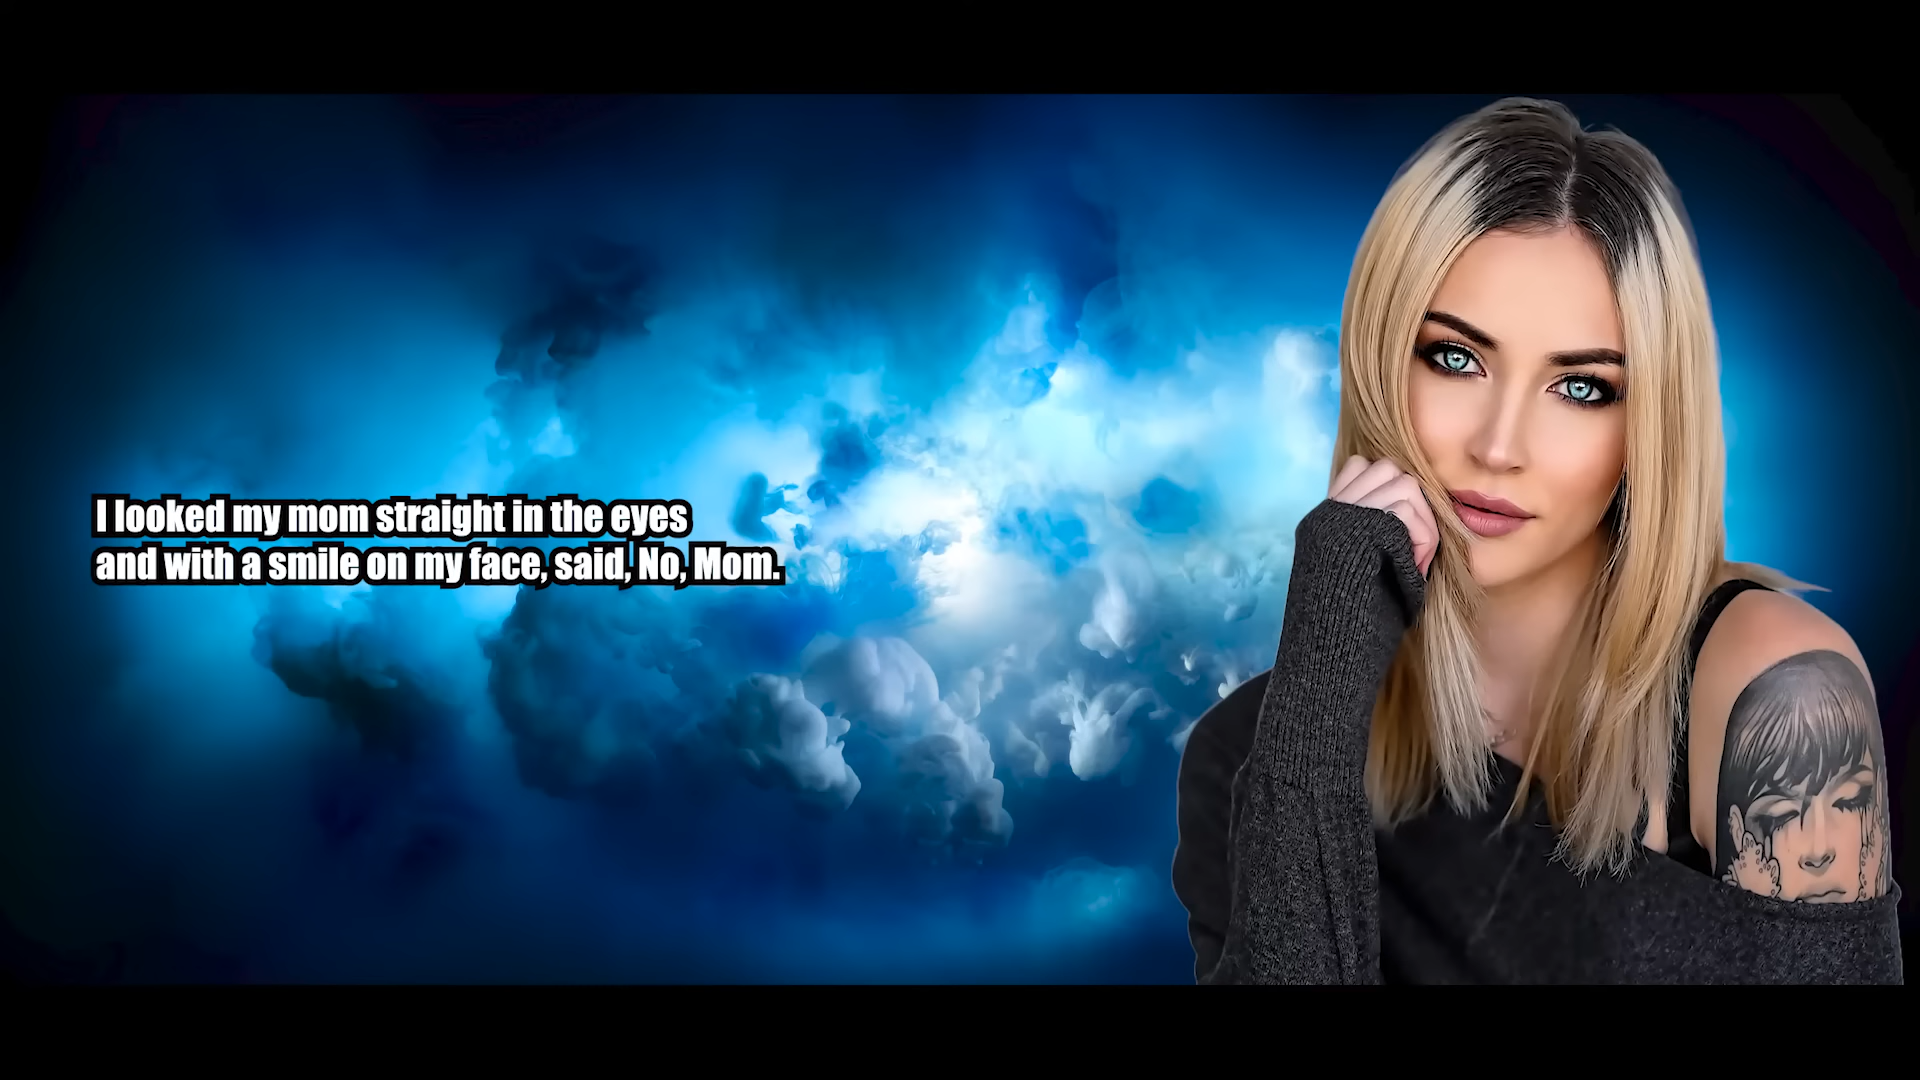 I looked my mom straight in the eyes
and with a smile on my face, said, No, Mom.